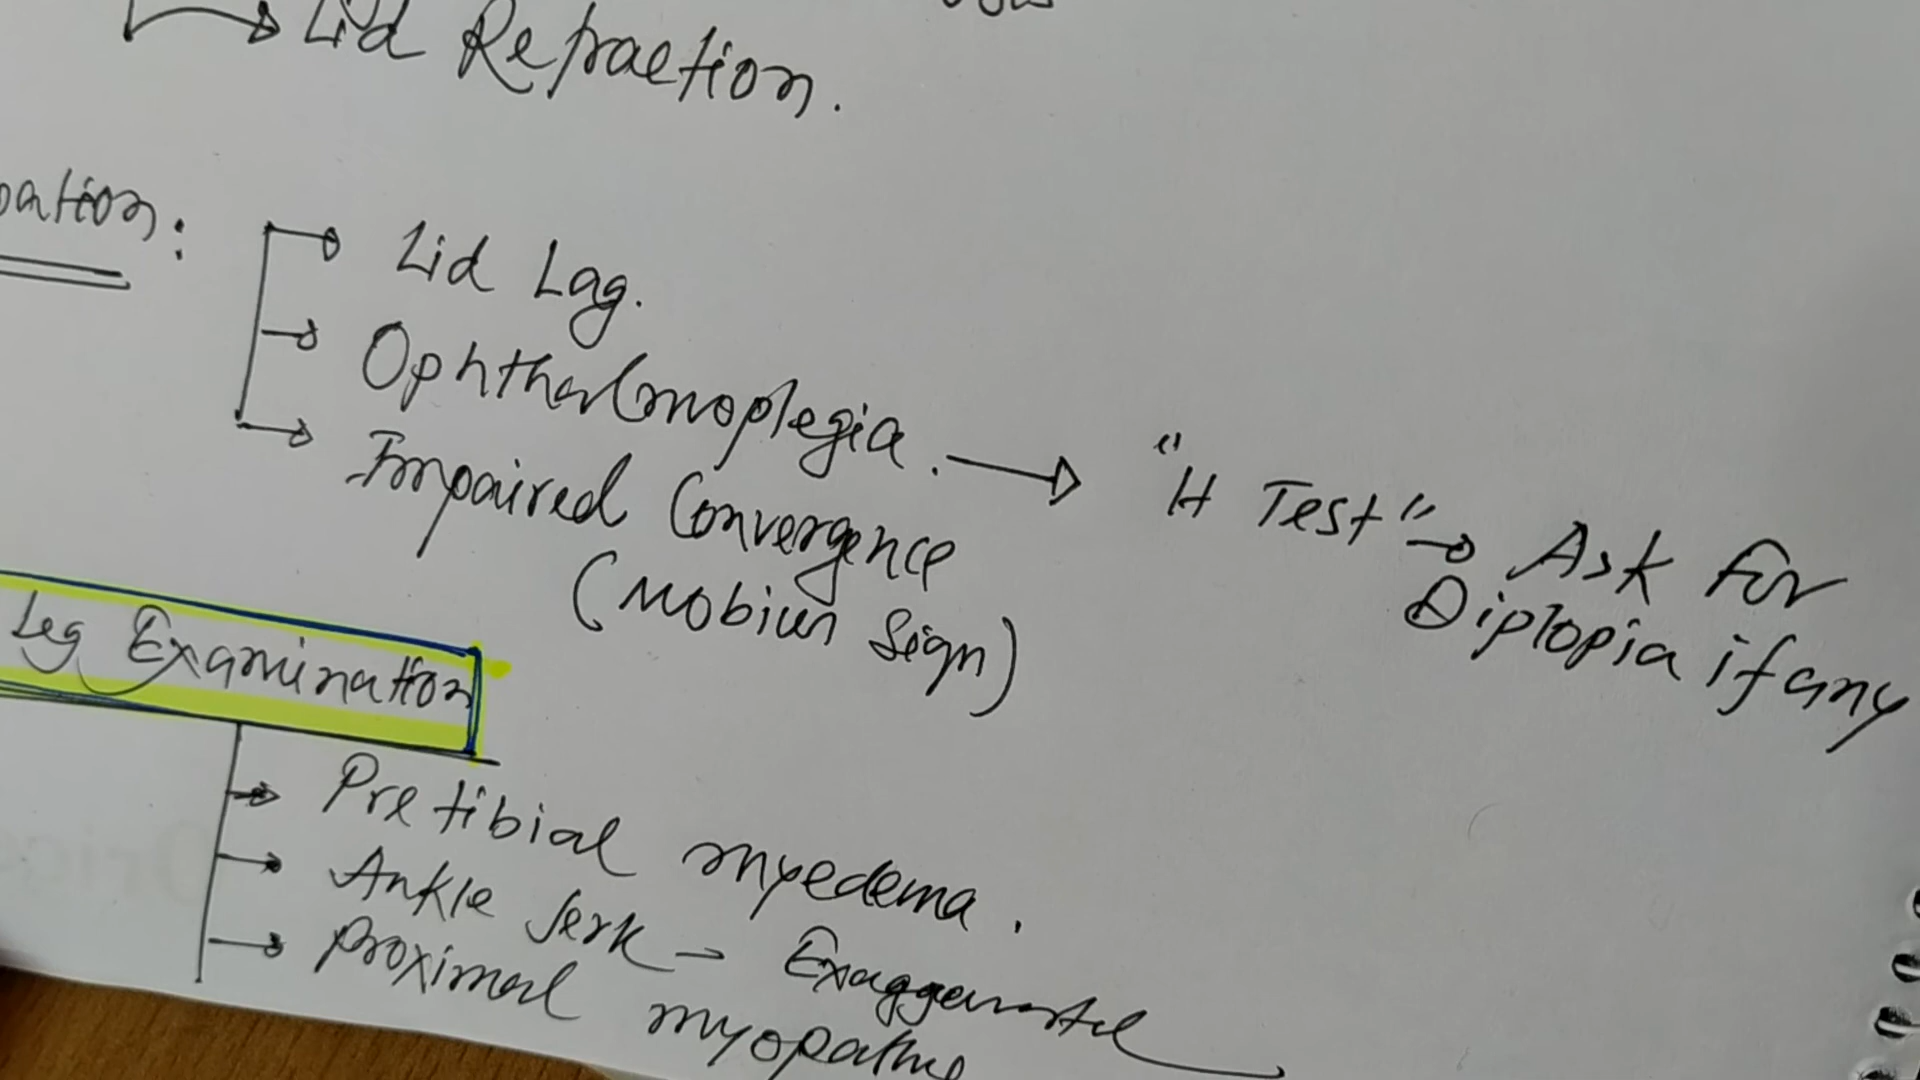 Lid Retraction.
pation:
Lid Lag.
Ophthalmoplegia. → "H Test" → Ask for
Diplopia if any
Impaired Convergence
(Mobius Sign)
Leg Examination
Pretibial myedema.
Ankle Jerk → Exaggerated
Proximal myopathy